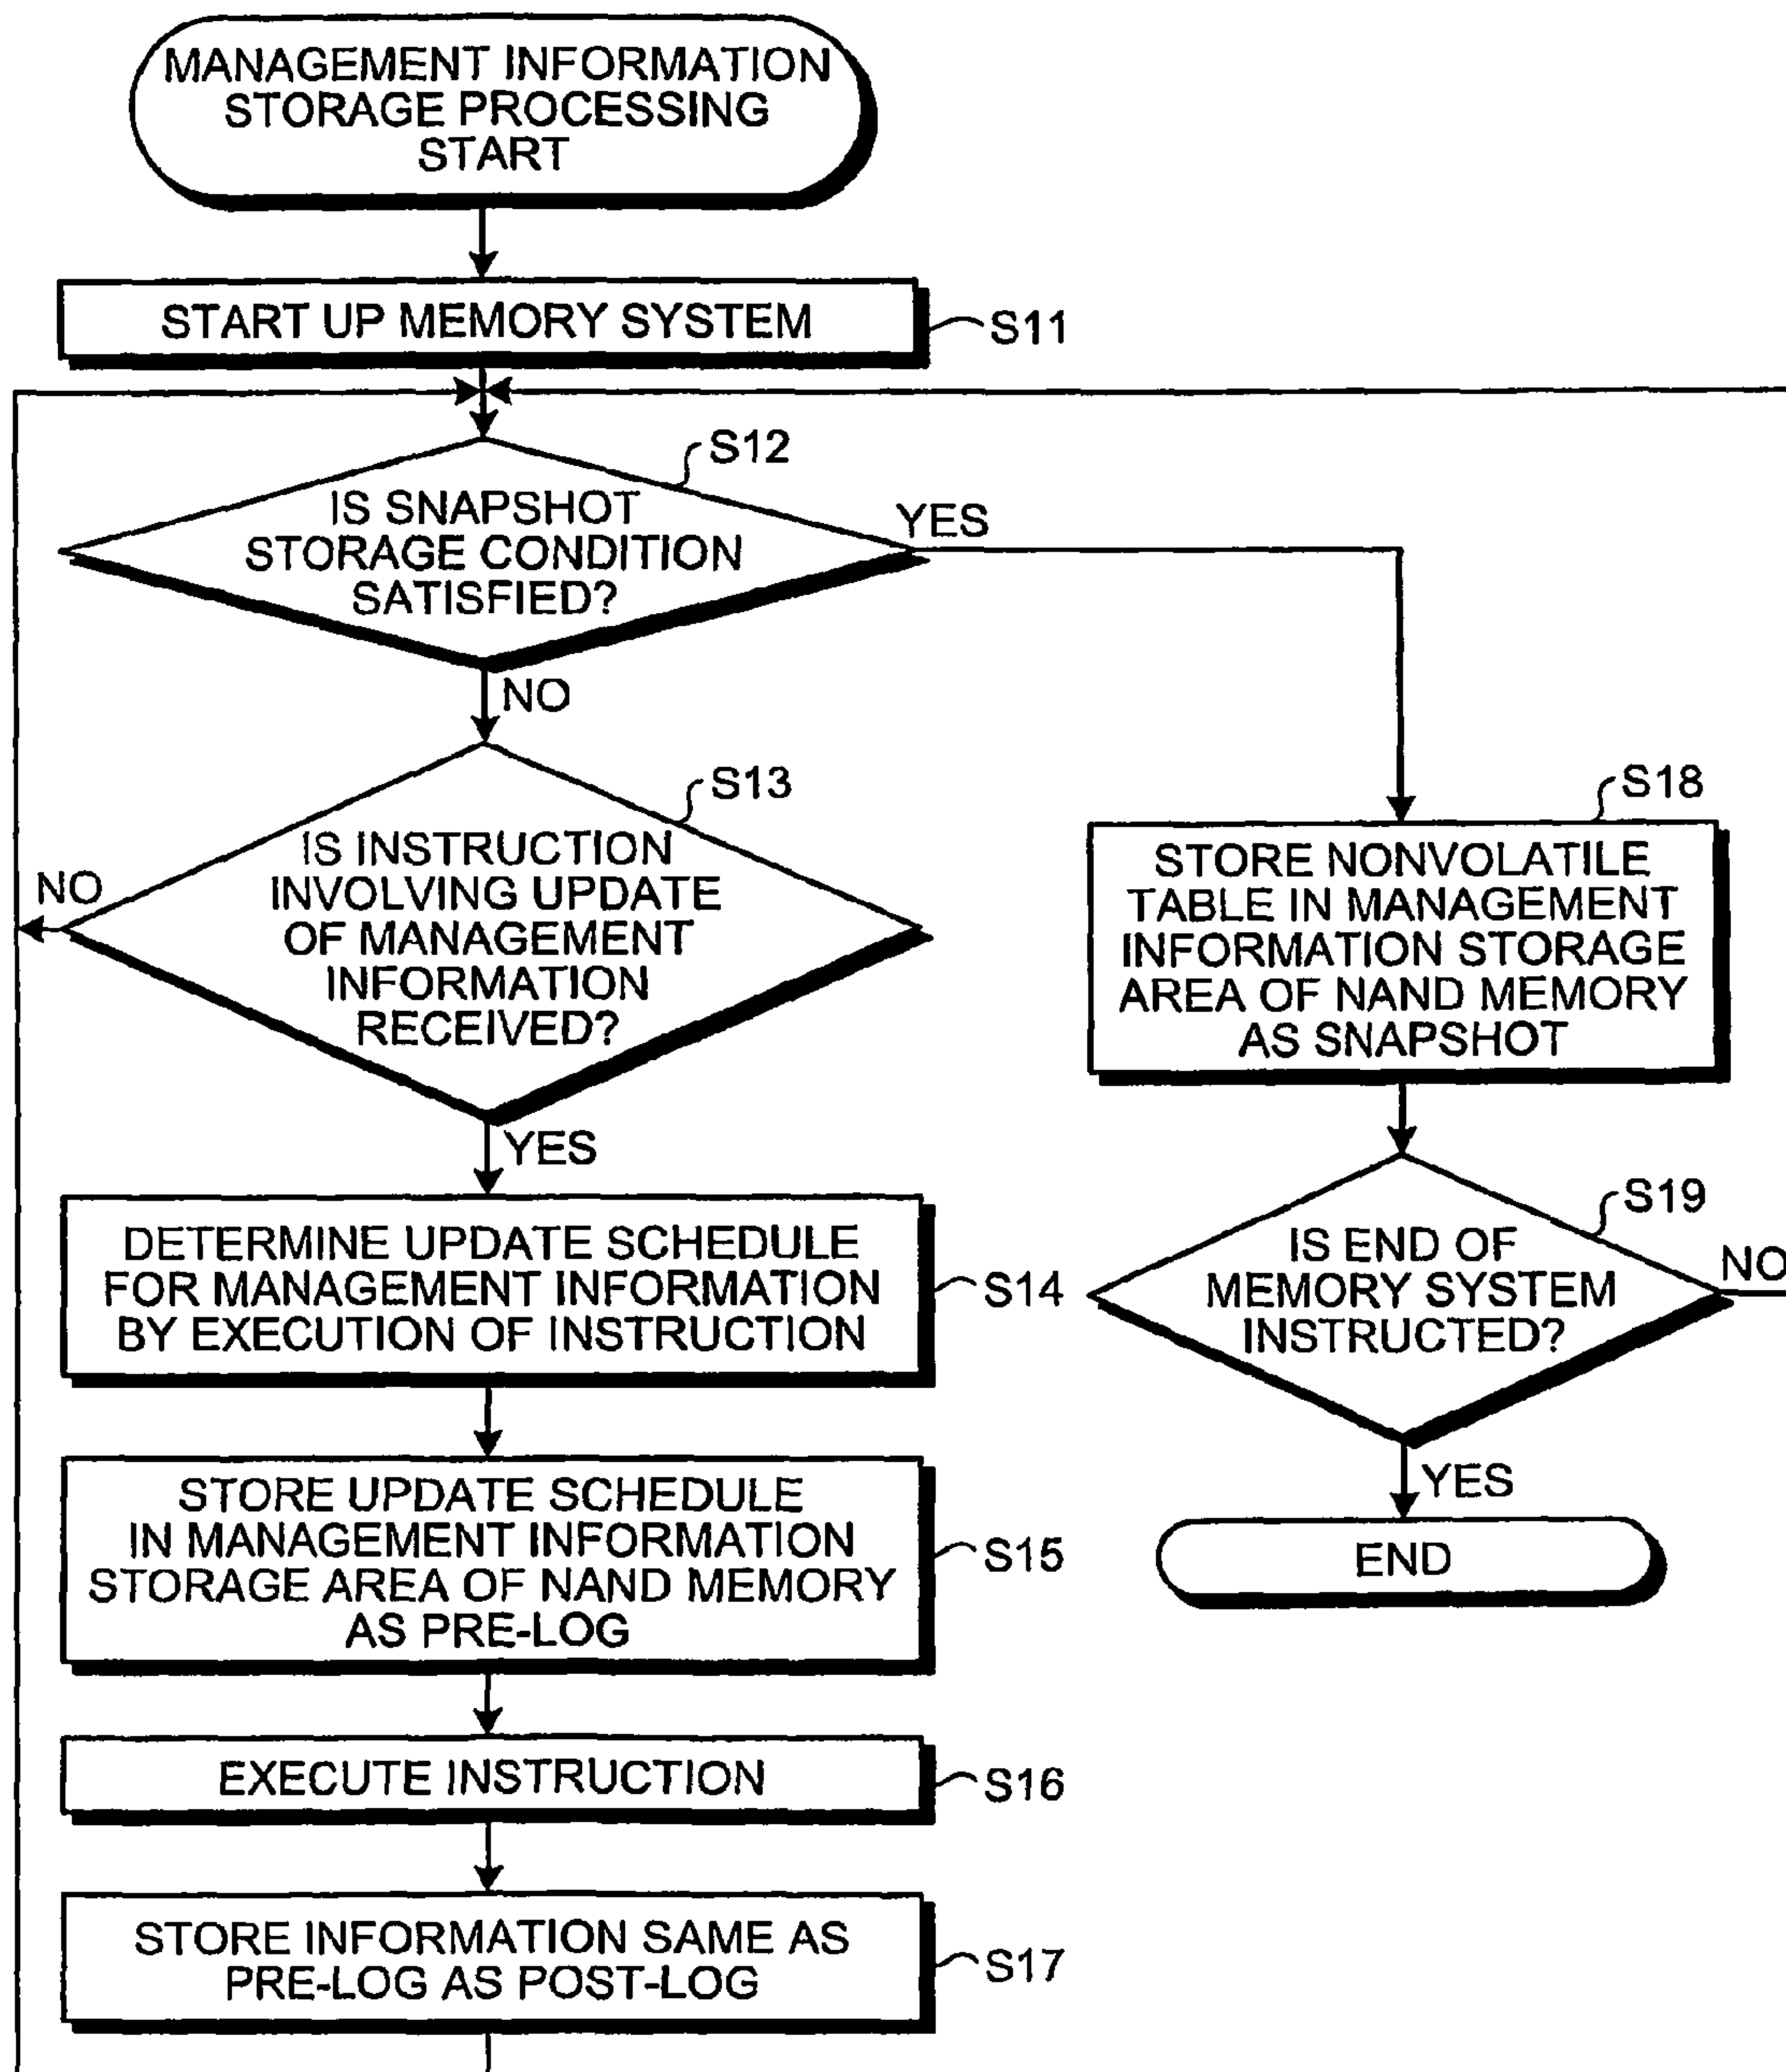 MANAGEMENT INFORMATION
STORAGE PROCESSING
START
START UP MEMORY SYSTEM
S11
S12
IS SNAPSHOT
STORAGE CONDITION
SATISFIED?
YES
NO
S13
IS INSTRUCTION
INVOLVING UPDATE
OF MANAGEMENT
INFORMATION
RECEIVED?
NO
YES
DETERMINE UPDATE SCHEDULE
FOR MANAGEMENT INFORMATION
BY EXECUTION OF INSTRUCTION
S14
STORE UPDATE SCHEDULE
IN MANAGEMENT INFORMATION
STORAGE AREA OF NAND MEMORY
AS PRE-LOG
S15
EXECUTE INSTRUCTION
S16
STORE INFORMATION SAME AS
PRE-LOG AS POST-LOG
S17
S18
STORE NONVOLATILE
TABLE IN MANAGEMENT
INFORMATION STORAGE
AREA OF NAND MEMORY
AS SNAPSHOT
S19
IS END OF
MEMORY SYSTEM
INSTRUCTED?
NO
YES
END